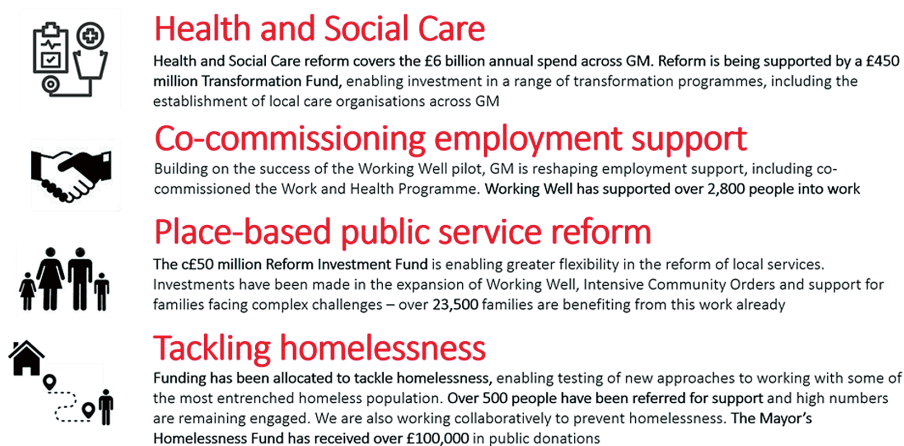 Health and Social Care
Health and Social Care reform covers the £6 billion annual spend across GM. Reform is being supported by a £450
million Transformation Fund, enabling investment in a range of transformation programmes, including the
establishment of local care organisations across GM
Co-commissioning employment support
Building on the success of the Working Well pilot, GM is reshaping employment support, including co-
commissioned the Work and Health Programme. Working Well has supported over 2,800 people into work
Place-based public service reform
The c£50 million Reform Investment Fund is enabling greater flexibility in the reform of local services.
Investments have been made in the expansion of Working Well, Intensive Community Orders and support for
families facing complex challenges – over 23,500 families are benefiting from this work already
Tackling homelessness
Funding has been allocated to tackle homelessness, enabling testing of new approaches to working with some of
the most entrenched homeless population. Over 500 people have been referred for support and high numbers
are remaining engaged. We are also working collaboratively to prevent homelessness. The Mayor's
Homelessness Fund has received over £100,000 in public donations